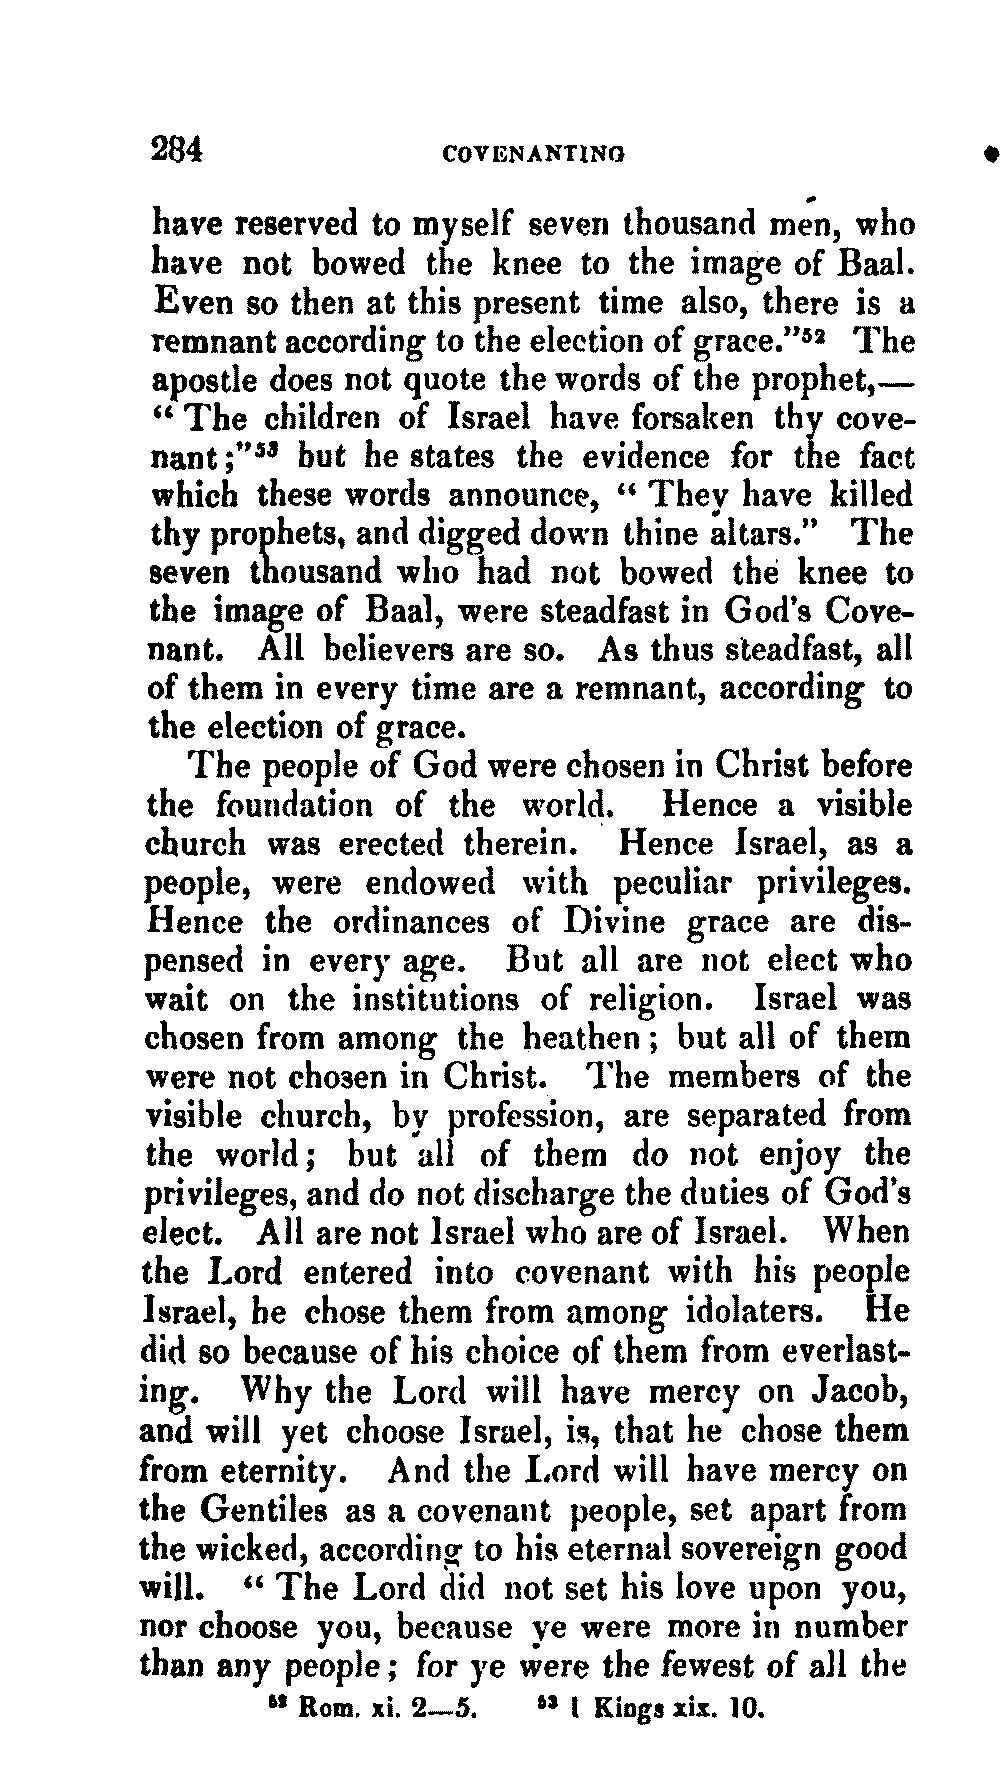 284 COVENANTING
have reserved to myself seven thousand men, who
have not bowed the knee to the image of Baal.
Even so then at this present time also, there is a
remnant according to the election of grace."⁵² The
apostle does not quote the words of the prophet,—
"The children of Israel have forsaken thy cove-
nant;"⁵³ but he states the evidence for the fact
which these words announce, "They have killed
thy prophets, and digged down thine altars." The
seven thousand who had not bowed the knee to
the image of Baal, were steadfast in God's Cove-
nant. All believers are so. As thus steadfast, all
of them in every time are a remnant, according to
the election of grace.
The people of God were chosen in Christ before
the foundation of the world. Hence a visible
church was erected therein. Hence Israel, as a
people, were endowed with peculiar privileges.
Hence the ordinances of Divine grace are dis-
pensed in every age. But all are not elect who
wait on the institutions of religion. Israel was
chosen from among the heathen; but all of them
were not chosen in Christ. The members of the
visible church, by profession, are separated from
the world; but all of them do not enjoy the
privileges, and do not discharge the duties of God's
elect. All are not Israel who are of Israel. When
the Lord entered into covenant with his people
Israel, he chose them from among idolaters. He
did so because of his choice of them from everlast-
ing. Why the Lord will have mercy on Jacob,
and will yet choose Israel, is, that he chose them
from eternity. And the Lord will have mercy on
the Gentiles as a covenant people, set apart from
the wicked, according to his eternal sovereign good
will. "The Lord did not set his love upon you,
nor choose you, because ye were more in number
than any people; for ye were the fewest of all the
⁵² Rom. xi. 2—5. ⁵³ 1 Kings xix. 10.